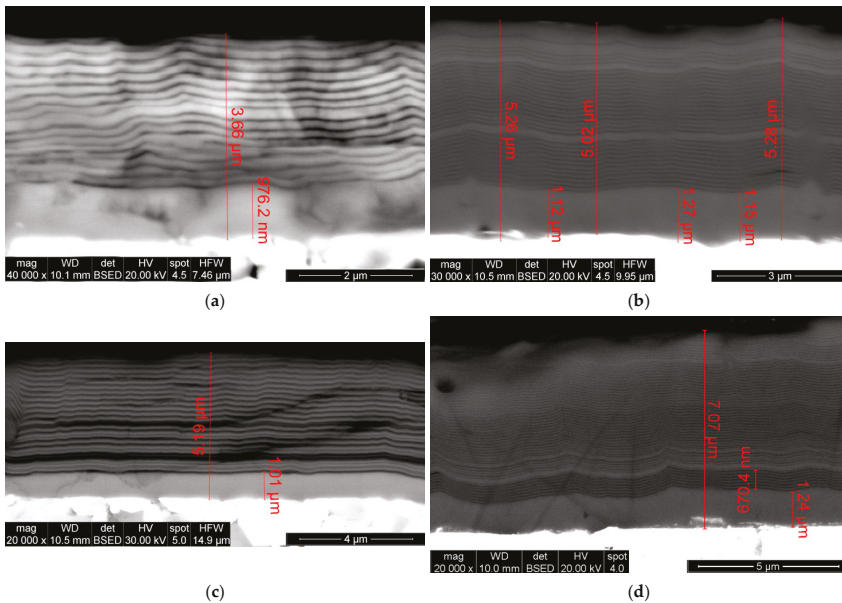 3.66 µm
976.2 nm
mag WD det HV spot HFW
40 000 x 10.1 mm BSED 20.00 kV 4.5 7.46 µm
2 µm
(a)
5.26 µm
5.02 µm
5.28 µm
1.12 µm
1.27 µm
1.15 µm
mag WD det HV spot HFW
30 000 x 10.5 mm BSED 20.00 kV 4.5 9.95 µm
3 µm
(b)
5.19 µm
1.01 µm
mag WD det HV spot HFW
20 000 x 10.5 mm BSED 30.00 kV 5.0 14.9 µm
4 µm
(c)
7.07 µm
670.4 nm
1.24 µm
mag WD det HV spot
20 000 x 10.0 mm BSED 20.00 kV 4.0
5 µm
(d)